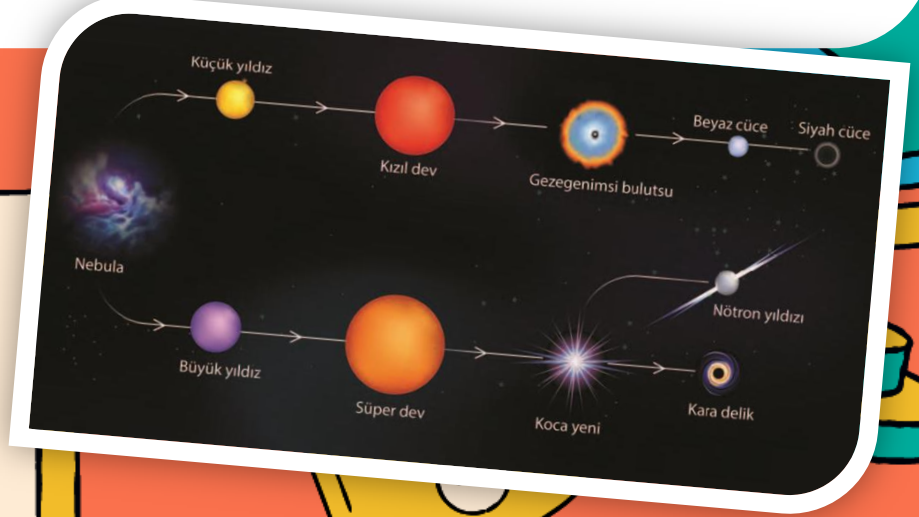 Küçük yıldız
Kızıl dev
Gezegenimsi bulutsu
Beyaz cüce
Siyah cüce
Nebula
Büyük yıldız
Süper dev
Koca yeni
Nötron yıldızı
Kara delik